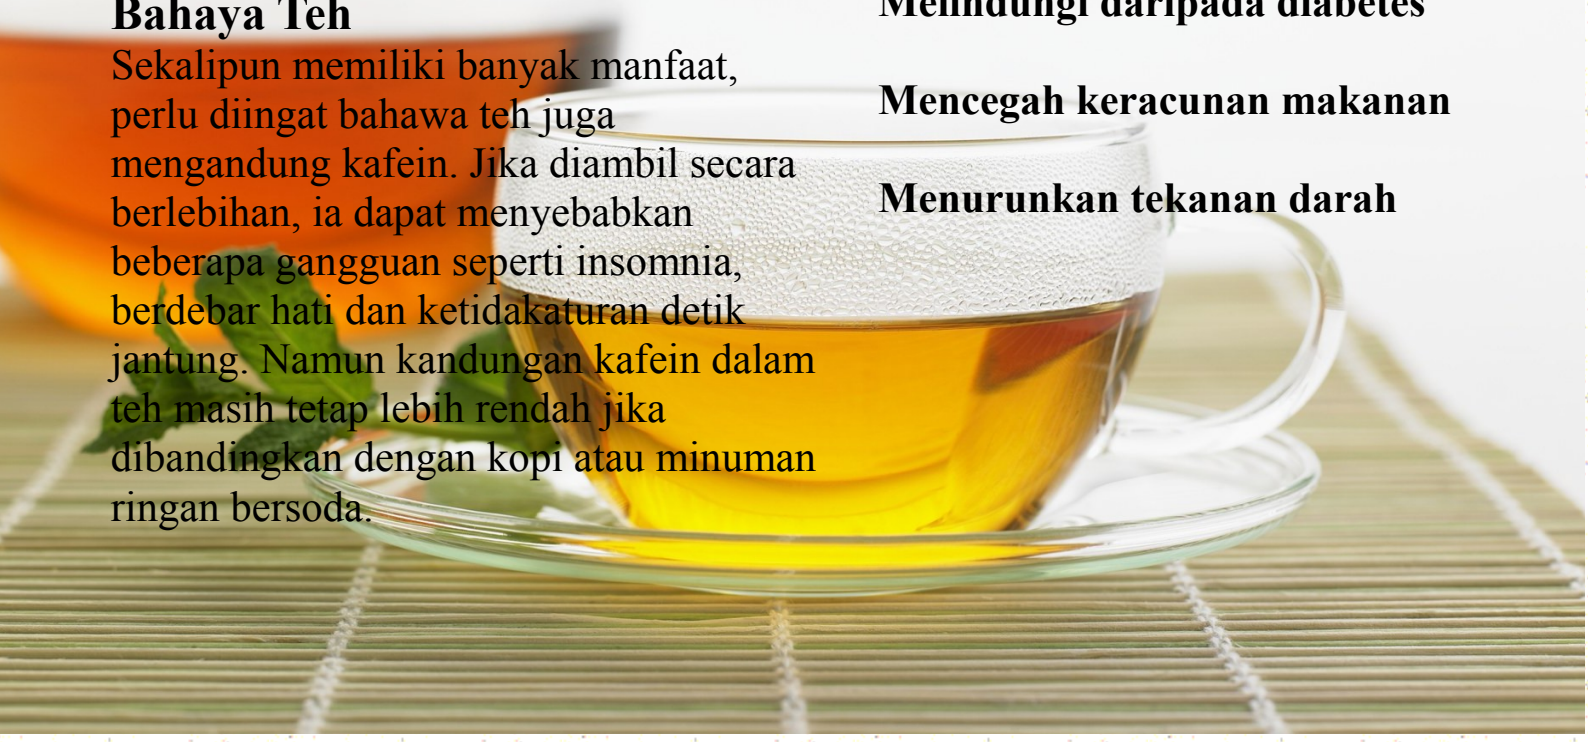 Bahaya Teh
Sekalipun memiliki banyak manfaat,
perlu diingat bahawa teh juga
mengandung kafein. Jika diambil secara
berlebihan, ia dapat menyebabkan
beberapa gangguan seperti insomnia,
berdebar hati dan ketidakaturan detik
jantung. Namun kandungan kafein dalam
teh masih tetap lebih rendah jika
dibandingkan dengan kopi atau minuman
ringan bersoda.
Melindungi daripada diabetes
Mencegah keracunan makanan
Menurunkan tekanan darah